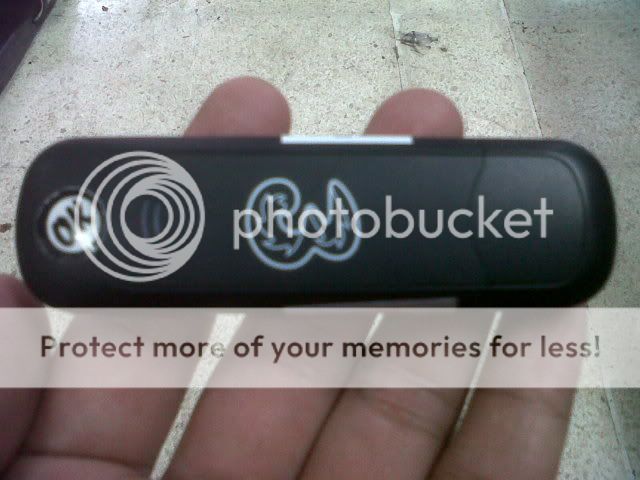 photobucket
Protect more of your memories for less!